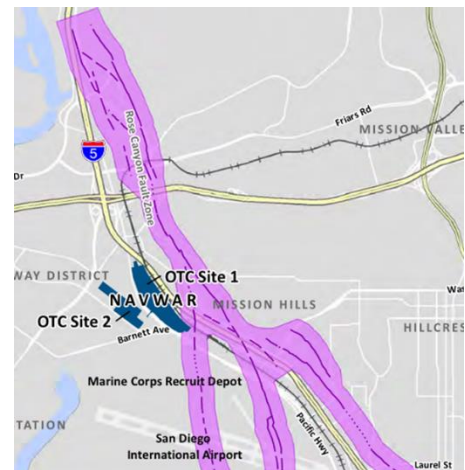 Friars Rd
MISSION VALLE
Rose Canyon Fault Zone
5
Dr
WAY DISTRICT
OTC Site 1
NAVWAR
MISSION HILLS
Was
OTC Site 2
HILLCRES
Barnett Ave
Marine Corps Recruit Depot
Pacific Hwy
TATION
San Diego
International Airport
Laurel St